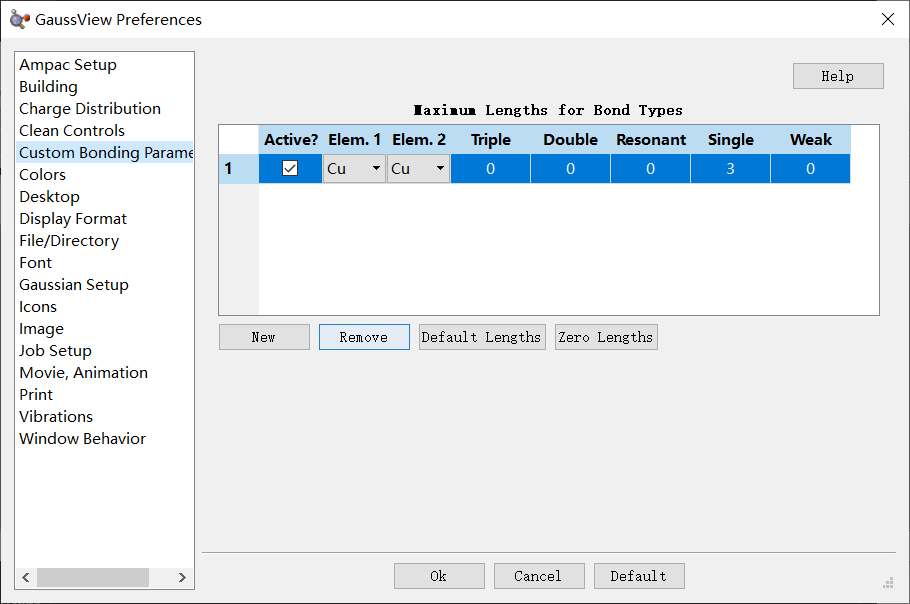 GaussView Preferences
Ampac Setup
Building
Charge Distribution
Clean Controls
Custom Bonding Parame
Colors
Desktop
Display Format
File/Directory
Font
Gaussian Setup
Icons
Image
Job Setup
Movie, Animation
Print
Vibrations
Window Behavior
Help
Maximum Lengths for Bond Types
Active? Elem. 1 Elem. 2 Triple Double Resonant Single Weak
1 Cu Cu 0 0 0 3 0
New Remove Default Lengths Zero Lengths
Ok Cancel Default